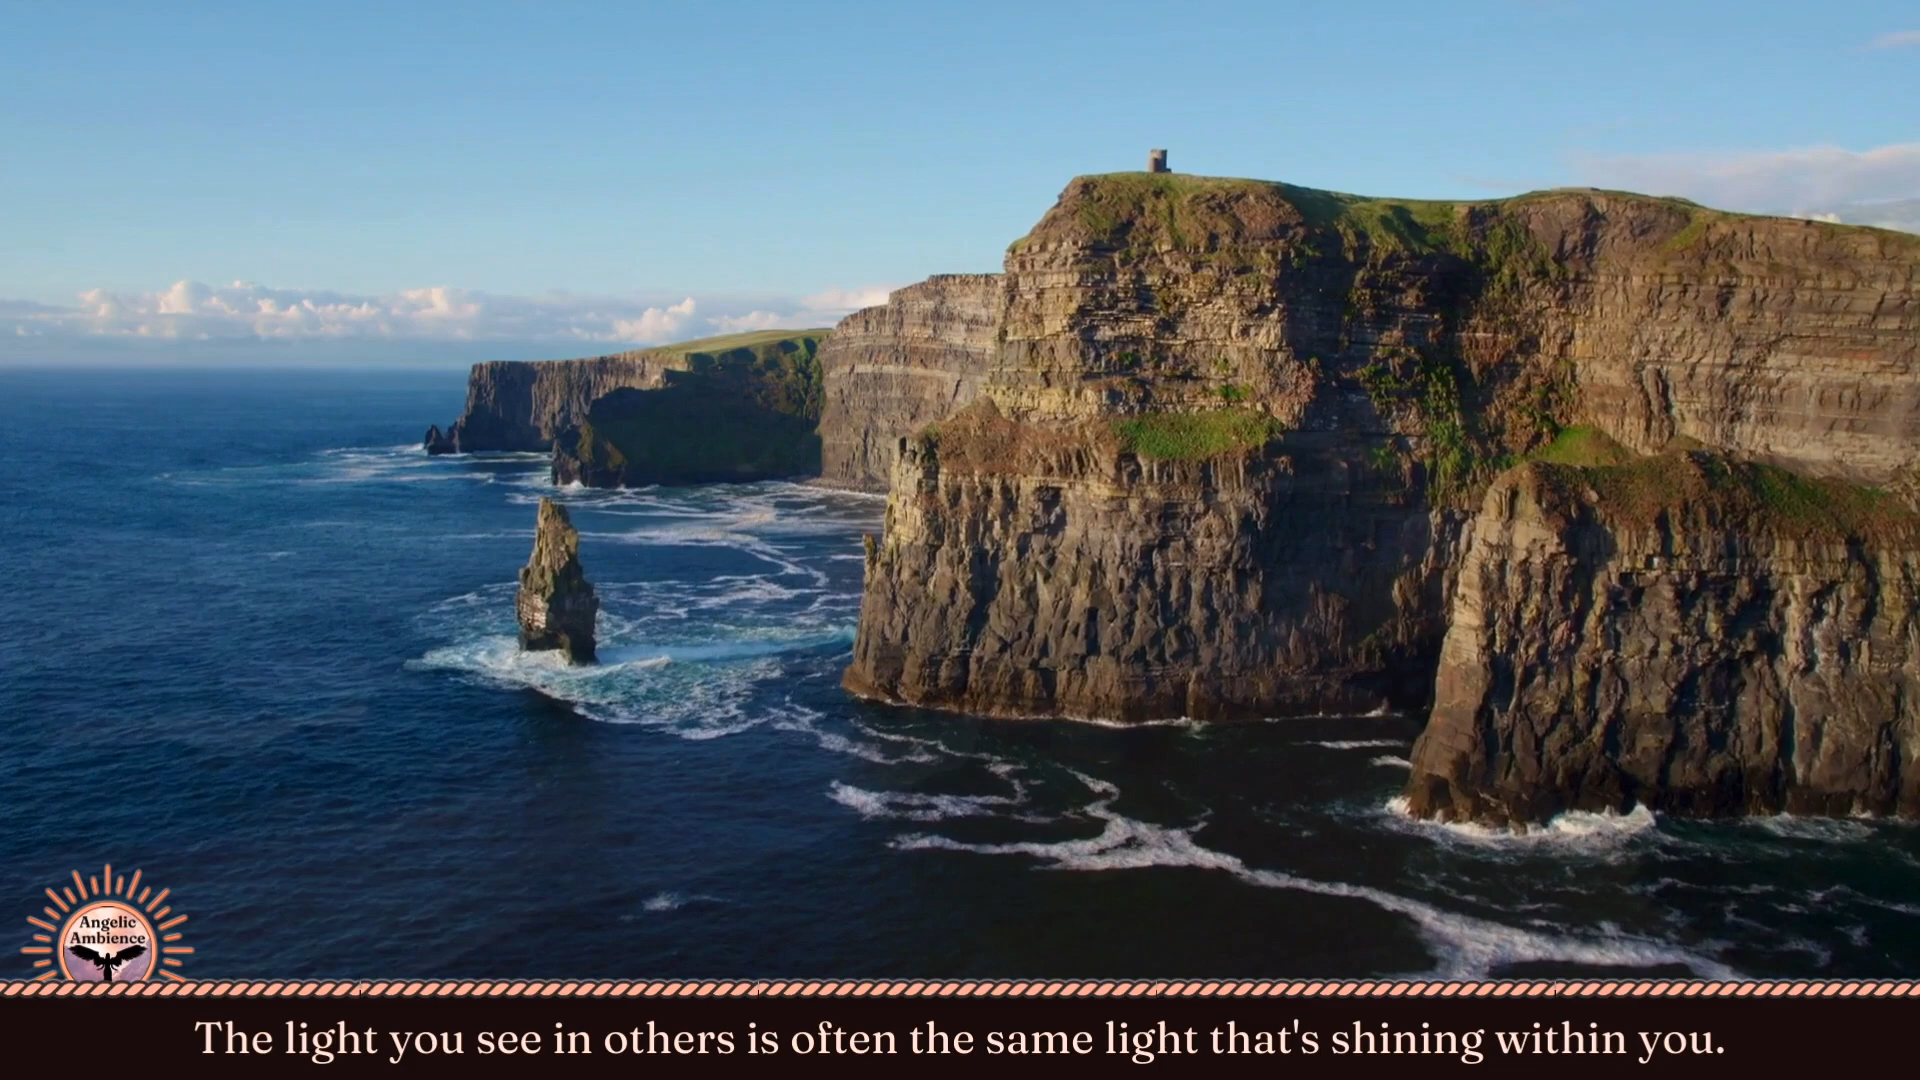 Angelic
Ambience
The light you see in others is often the same light that's shining within you.